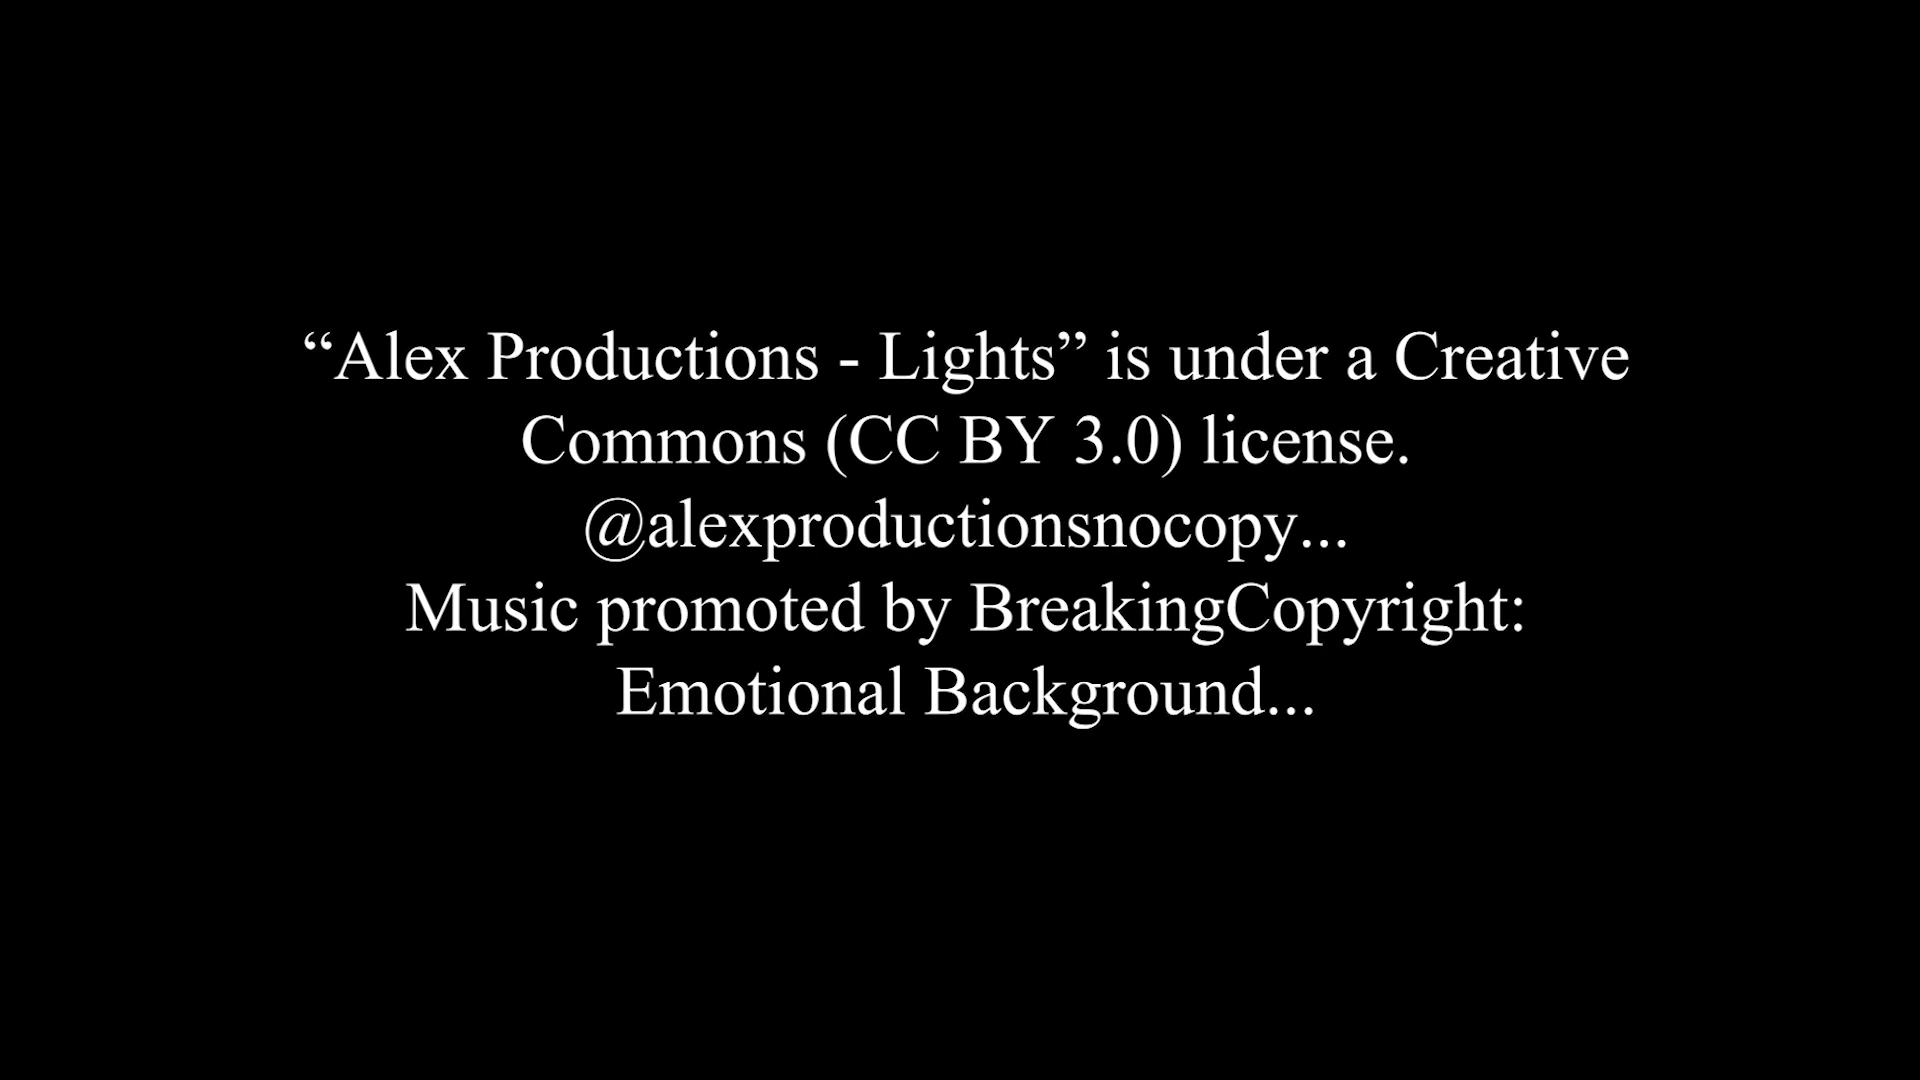 “Alex Productions - Lights” is under a Creative
Commons (CC BY 3.0) license.
@alexproductionsnocopy...
Music promoted by BreakingCopyright:
Emotional Background...